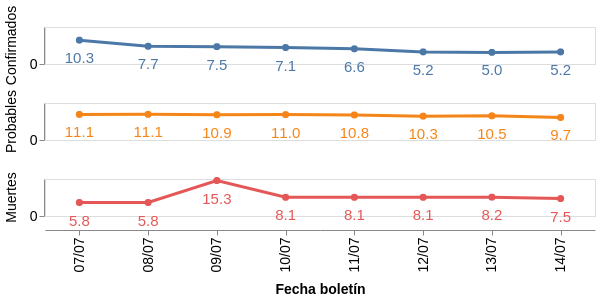 Confirmados
0
10.3 7.7 7.5 7.1 6.6 5.2 5.0 5.2
Probables
0
11.1 11.1 10.9 11.0 10.8 10.3 10.5 9.7
Muertes
0
5.8 5.8 15.3 8.1 8.1 8.1 8.2 7.5
07/07 08/07 09/07 10/07 11/07 12/07 13/07 14/07
Fecha boletín